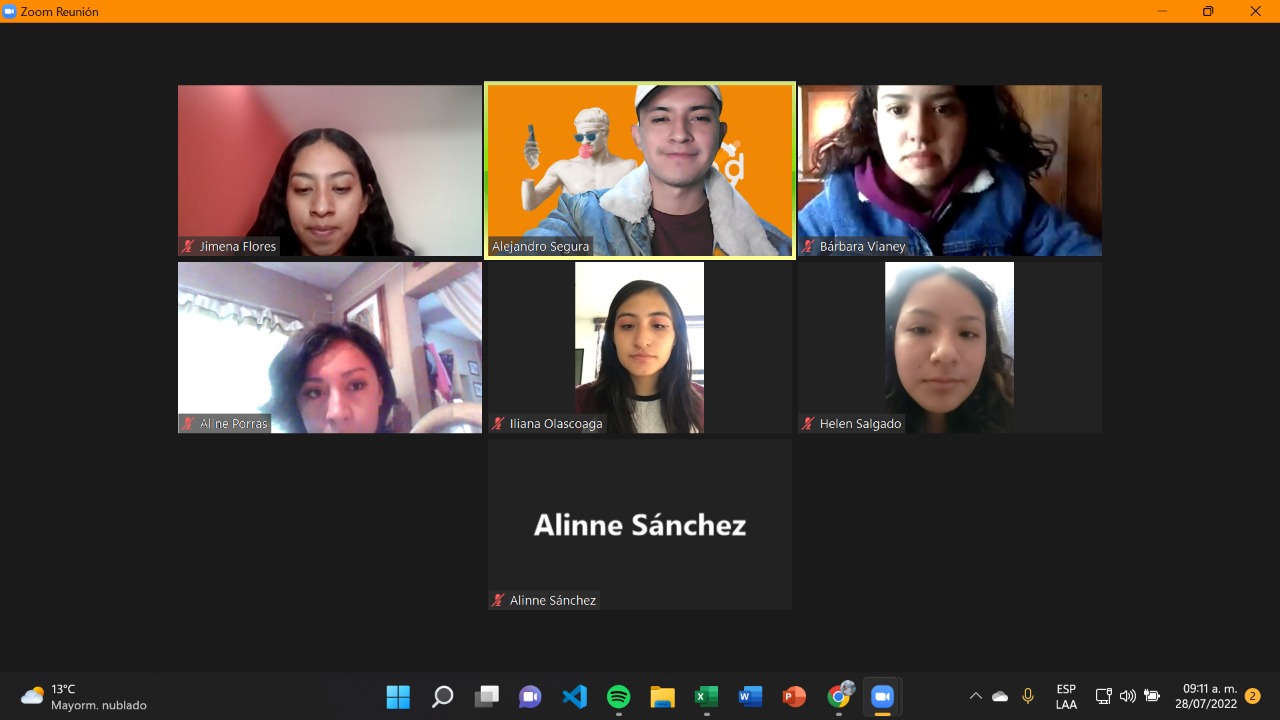 Zoom Reunión
Jimena Flores
Alejandro Segura
Bárbara Vianey
Aline Porras
Iliana Olascoaga
Helen Salgado
Alinne Sánchez
Alinne Sánchez
13°C
Mayorm. nublado
ESP
LAA
09:11 a. m.
28/07/2022
2